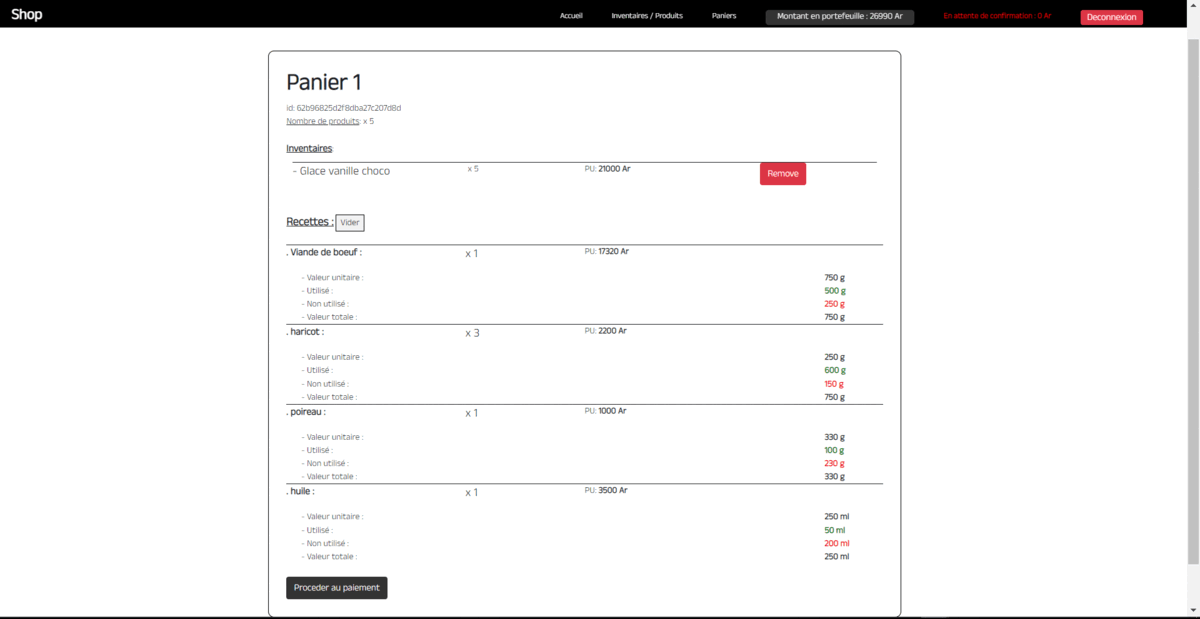 Shop
Accueil Inventaires / Produits Paniers Montant en portefeuille : 26990 Ar En attente de confirmation : 0 Ar Deconnexion
Panier 1
id: 62b96825d2f8dba27c207d8d
Nombre de produits: x 5
Inventaires:
- Glace vanille choco x 5 PU: 21000 Ar Remove
Recettes : Vider
. Viande de boeuf : x 1 PU: 17320 Ar
- Valeur unitaire : 750 g
- Utilisé : 500 g
- Non utilisé : 250 g
- Valeur totale : 750 g
. haricot : x 3 PU: 2200 Ar
- Valeur unitaire : 250 g
- Utilisé : 600 g
- Non utilisé : 150 g
- Valeur totale : 750 g
. poireau : x 1 PU: 1000 Ar
- Valeur unitaire : 330 g
- Utilisé : 100 g
- Non utilisé : 230 g
- Valeur totale : 330 g
. huile : x 1 PU: 3500 Ar
- Valeur unitaire : 250 ml
- Utilisé : 50 ml
- Non utilisé : 200 ml
- Valeur totale : 250 ml
Proceder au paiement